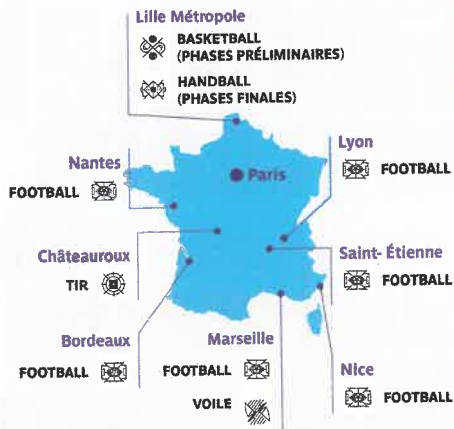 Lille Métropole
BASKETBALL
(PHASES PRÉLIMINAIRES)
HANDBALL
(PHASES FINALES)
Lyon
FOOTBALL
Nantes
FOOTBALL
Paris
Châteauroux
TIR
Saint-Étienne
FOOTBALL
Bordeaux
FOOTBALL
Marseille
FOOTBALL
VOILE
Nice
FOOTBALL